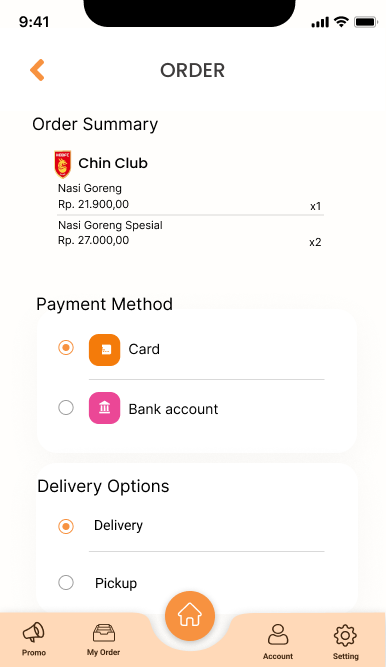 9:41
ORDER
Order Summary
Chin Club
Nasi Goreng
Rp. 21.900,00
x1
Nasi Goreng Spesial
Rp. 27.000,00
x2
Payment Method
Card
Bank account
Delivery Options
Delivery
Pickup
Promo
My Order
Account
Setting